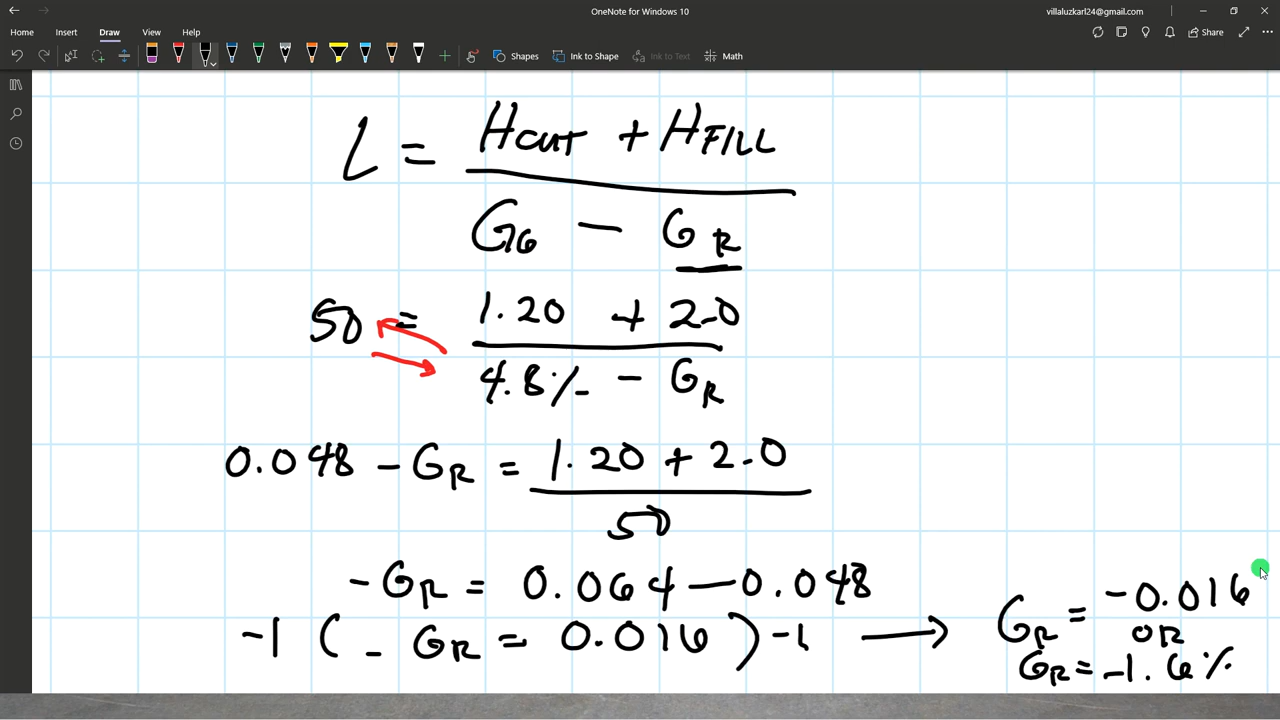 OneNote for Windows 10
villaluzkarl24@gmail.com
Home Insert Draw View Help
Share
Shapes Ink to Shape Ink to Text Math
L = HCUT + HFILL
GG - GR
50 = 1.20 + 2.0
4.8% - GR
0.048 - GR = 1.20 + 2.0
50
-GR = 0.064 - 0.048
-1 ( - GR = 0.016 ) -1
GR = -0.016
OR
GR = -1.6%